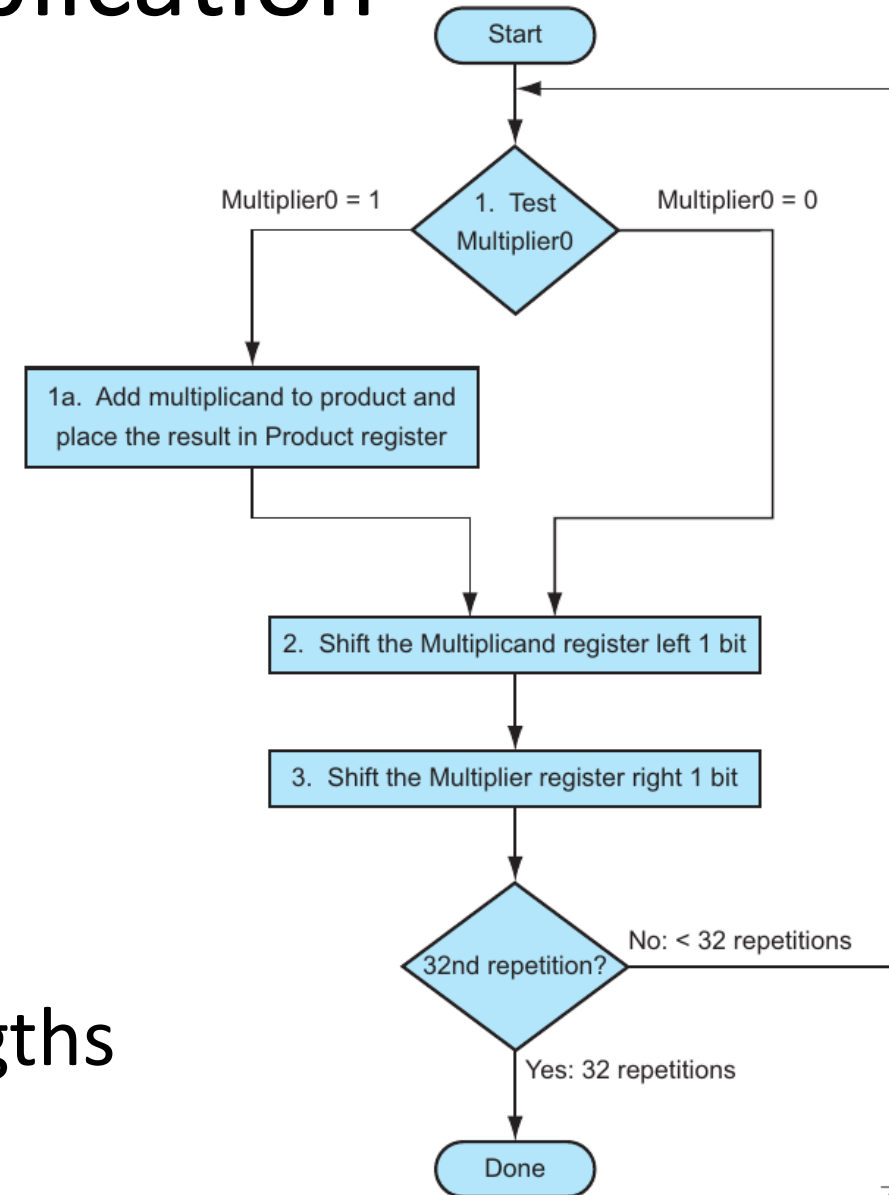 Start
Multiplier0 = 1
1. Test
Multiplier0
Multiplier0 = 0
1a. Add multiplicand to product and
place the result in Product register
2. Shift the Multiplicand register left 1 bit
3. Shift the Multiplier register right 1 bit
32nd repetition?
No: < 32 repetitions
gths
Yes: 32 repetitions
Done